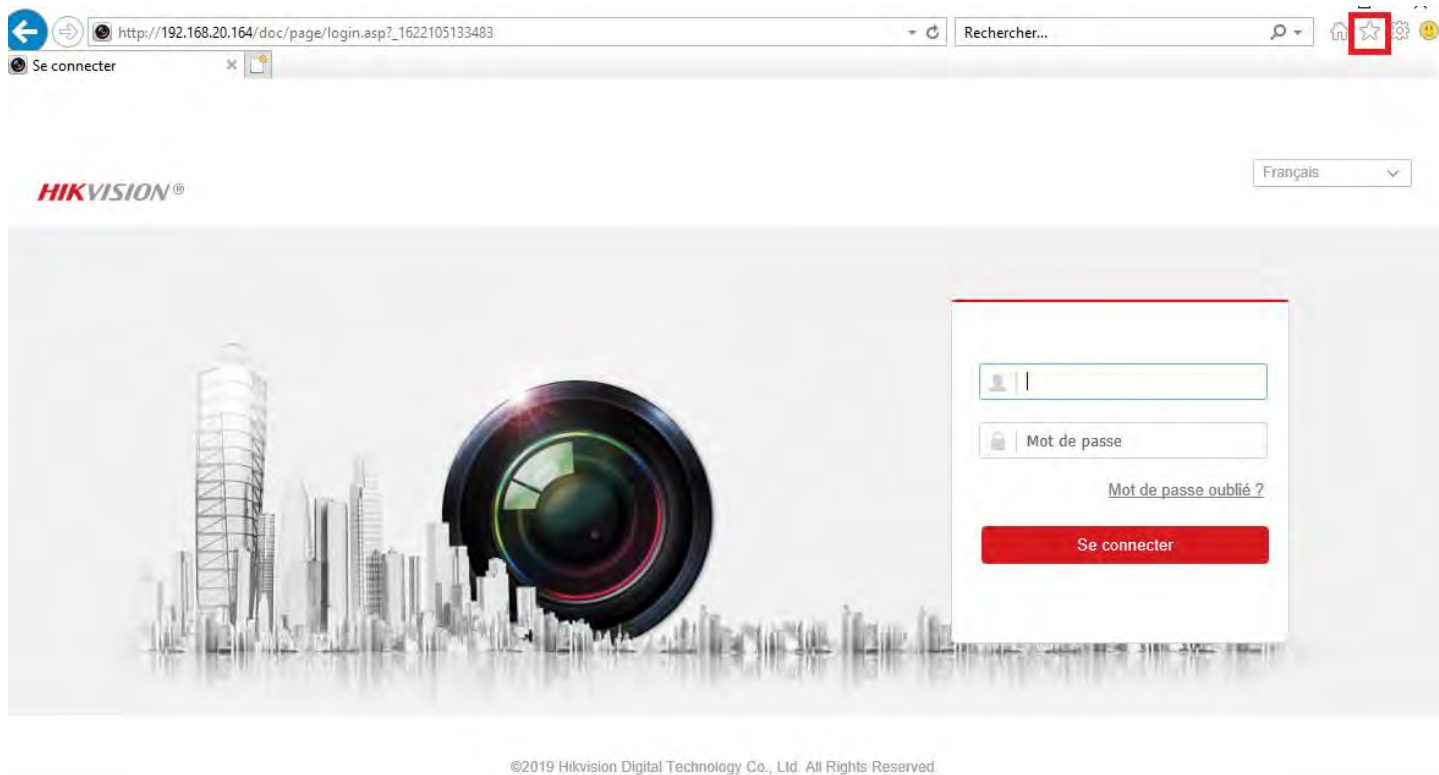 http://192.168.20.164/doc/page/login.asp?_1622105133483
Rechercher...
Se connecter
HIKVISION®
Français
Mot de passe
Mot de passe oublié ?
Se connecter
©2019 Hikvision Digital Technology Co., Ltd. All Rights Reserved.